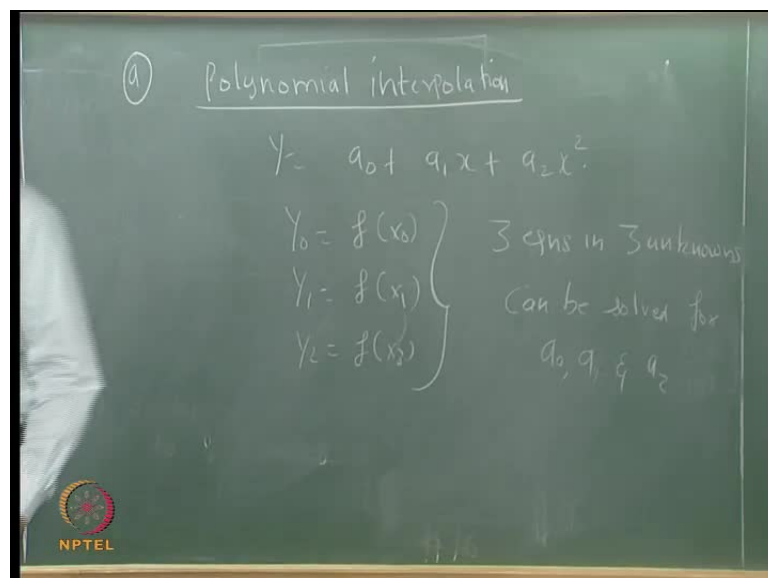 (a) Polynomial interpolation
Y = a₀ + a₁x + a₂x².
Y₀ = f(x₀)
Y₁ = f(x₁)
Y₂ = f(x₂)
3 eqns in 3 unknowns
Can be solved for
a₀, a₁ & a₂
NPTEL